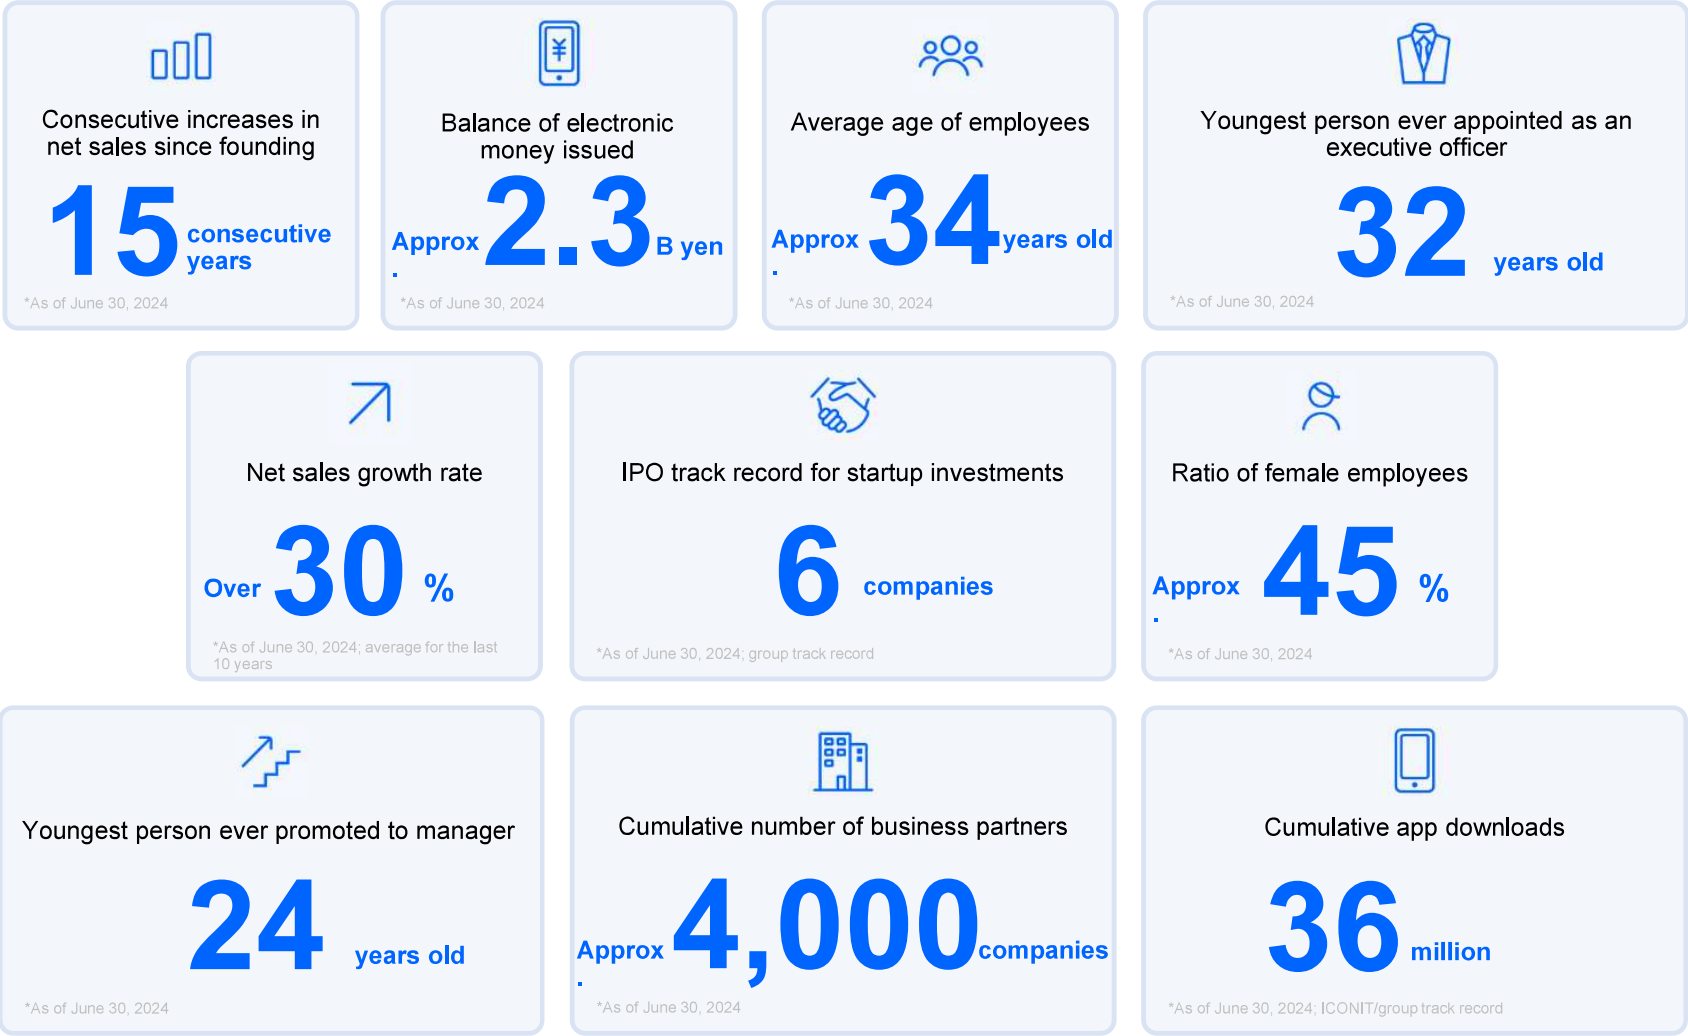 Consecutive increases in
net sales since founding
15 consecutive
years
*As of June 30, 2024
¥
Balance of electronic
money issued
Approx 2.3 B yen
.
*As of June 30, 2024
Average age of employees
Approx 34 years old
.
*As of June 30, 2024
Youngest person ever appointed as an
executive officer
32 years old
*As of June 30, 2024
Net sales growth rate
Over 30 %
*As of June 30, 2024; average for the last
10 years
IPO track record for startup investments
6 companies
*As of June 30, 2024; group track record
Ratio of female employees
Approx 45 %
.
*As of June 30, 2024
Youngest person ever promoted to manager
24 years old
*As of June 30, 2024
Cumulative number of business partners
Approx 4,000 companies
.
*As of June 30, 2024
Cumulative app downloads
36 million
*As of June 30, 2024; ICONIT/group track record